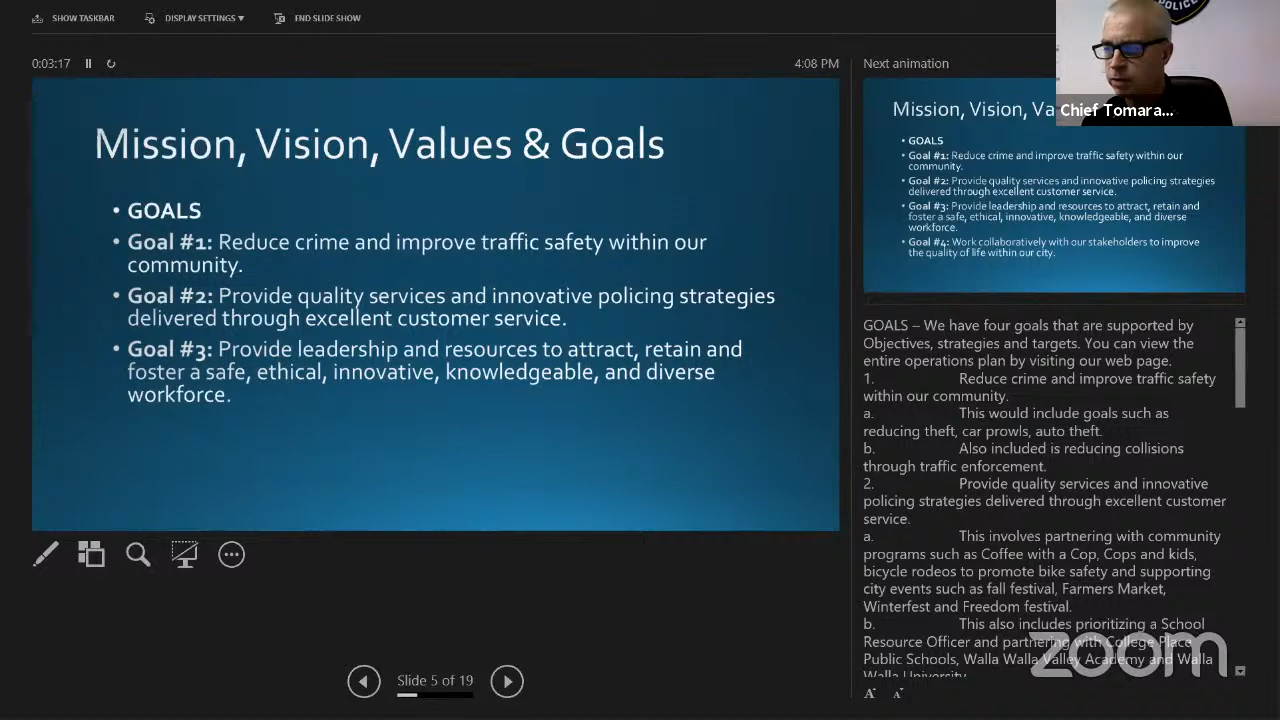 SHOW TASKBAR
DISPLAY SETTINGS ▾
END SLIDE SHOW
POLICE
0:03:17
4:08 PM
Next animation
Chief Tomara...
Mission, Vision, Values & Goals
• GOALS
• Goal #1: Reduce crime and improve traffic safety within our
community.
• Goal #2: Provide quality services and innovative policing strategies
delivered through excellent customer service.
• Goal #3: Provide leadership and resources to attract, retain and
foster a safe, ethical, innovative, knowledgeable, and diverse
workforce.
Mission, Vision, Va
• GOALS
• Goal #1: Reduce crime and improve traffic safety within our
community.
• Goal #2: Provide quality services and innovative policing strategies
delivered through excellent customer service.
• Goal #3: Provide leadership and resources to attract, retain and
foster a safe, ethical, innovative, knowledgeable, and diverse
workforce.
• Goal #4: Work collaboratively with our stakeholders to improve
the quality of life within our city.
GOALS – We have four goals that are supported by
Objectives, strategies and targets. You can view the
entire operations plan by visiting our web page.
1. Reduce crime and improve traffic safety
within our community.
a. This would include goals such as
reducing theft, car prowls, auto theft.
b. Also included is reducing collisions
through traffic enforcement.
2. Provide quality services and innovative
policing strategies delivered through excellent customer
service.
a. This involves partnering with community
programs such as Coffee with a Cop, Cops and kids,
bicycle rodeos to promote bike safety and supporting
city events such as fall festival, Farmers Market,
Winterfest and Freedom festival.
b. This also includes prioritizing a School
Resource Officer and partnering with College Place
Public Schools, Walla Walla Valley Academy and Walla
Walla University
Slide 5 of 19
A A
zoom